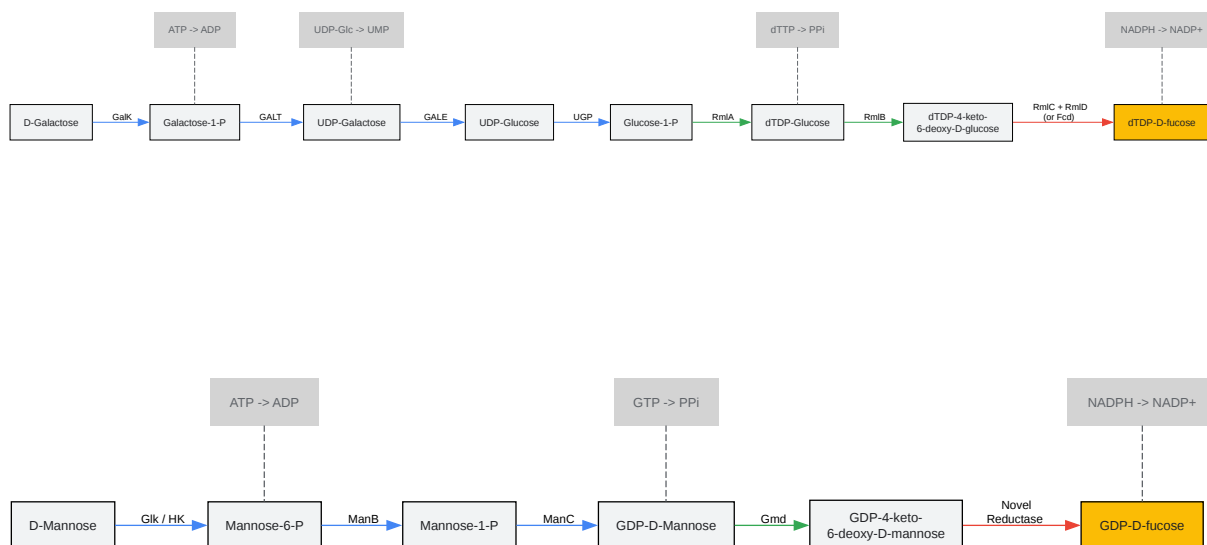 ATP -> ADP
UDP-Glc -> UMP
dTTP -> PPi
NADPH -> NADP+
D-Galactose
GalK
Galactose-1-P
GALT
UDP-Galactose
GALE
UDP-Glucose
UGP
Glucose-1-P
RmlA
dTDP-Glucose
RmlB
dTDP-4-keto-
6-deoxy-D-glucose
RmlC + RmlD
(or Fcd)
dTDP-D-fucose
ATP -> ADP
GTP -> PPi
NADPH -> NADP+
D-Mannose
Glk / HK
Mannose-6-P
ManB
Mannose-1-P
ManC
GDP-D-Mannose
Gmd
GDP-4-keto-
6-deoxy-D-mannose
Novel
Reductase
GDP-D-fucose